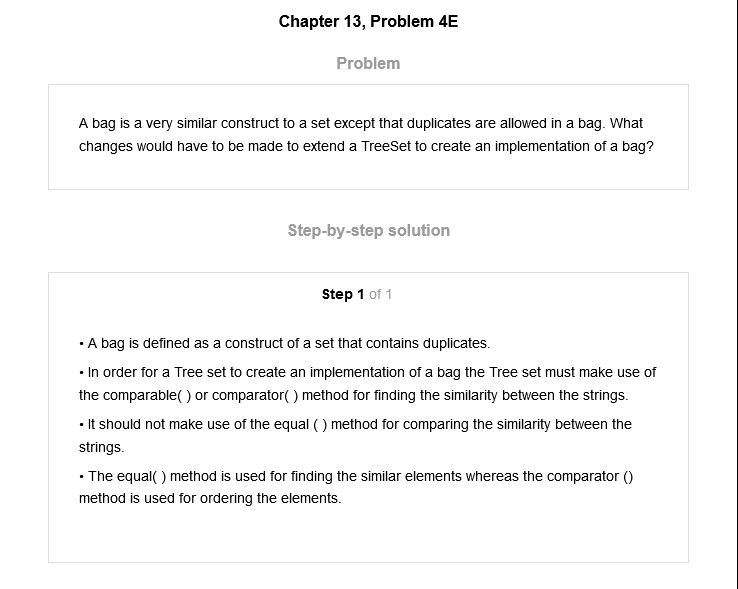 Chapter 13, Problem 4E
Problem
A bag is a very similar construct to a set except that duplicates are allowed in a bag. What
changes would have to be made to extend a TreeSet to create an implementation of a bag?
Step-by-step solution
Step 1 of 1
• A bag is defined as a construct of a set that contains duplicates.
• In order for a Tree set to create an implementation of a bag the Tree set must make use of
the comparable( ) or comparator( ) method for finding the similarity between the strings.
• It should not make use of the equal ( ) method for comparing the similarity between the
strings.
• The equal( ) method is used for finding the similar elements whereas the comparator ()
method is used for ordering the elements.